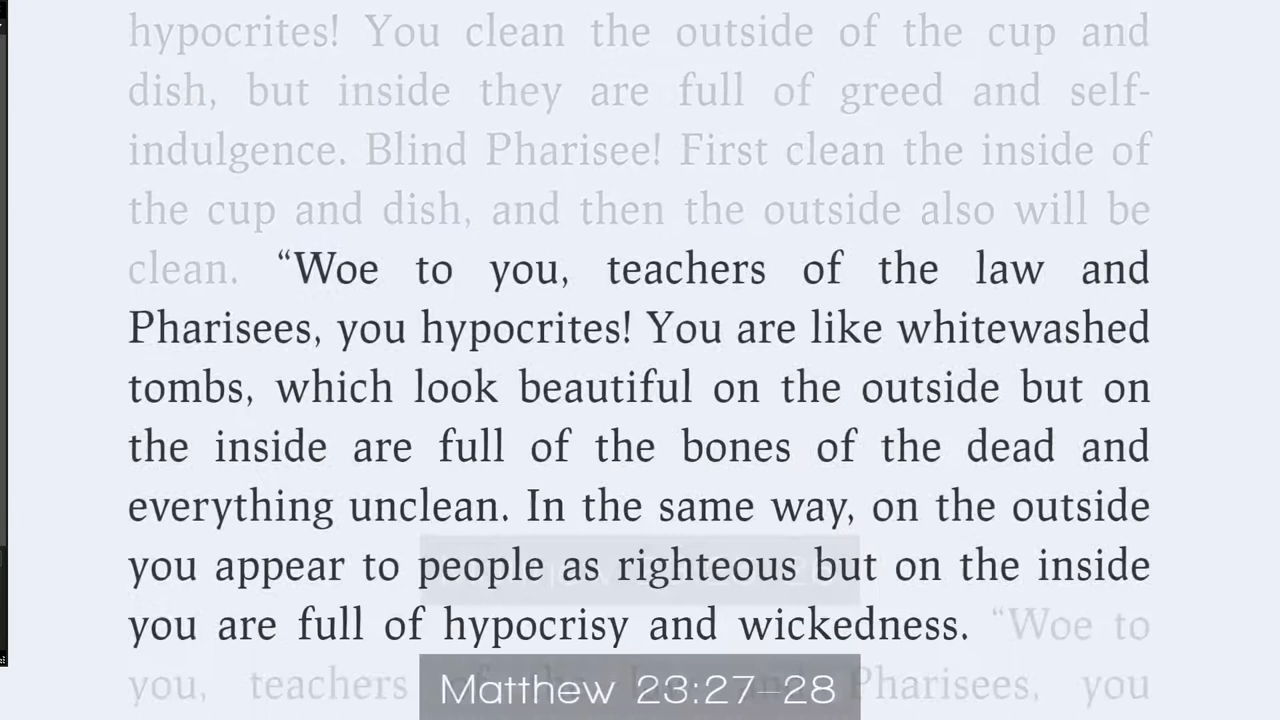 hypocrites! You clean the outside of the cup and
dish, but inside they are full of greed and self-
indulgence. Blind Pharisee! First clean the inside of
the cup and dish, and then the outside also will be
clean. “Woe to you, teachers of the law and
Pharisees, you hypocrites! You are like whitewashed
tombs, which look beautiful on the outside but on
the inside are full of the bones of the dead and
everything unclean. In the same way, on the outside
you appear to people as righteous but on the inside
you are full of hypocrisy and wickedness. “Woe to
you, teachers of the law and Pharisees, you
Matthew 23:27–28